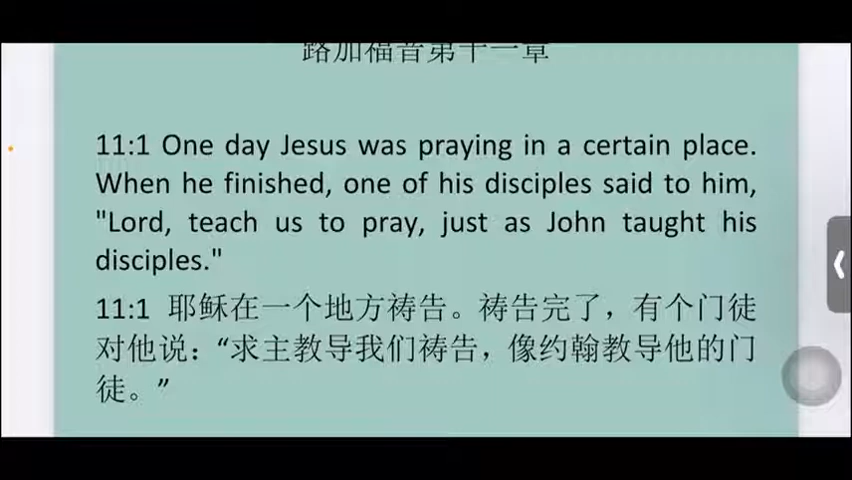 路加福音第十一章
11:1 One day Jesus was praying in a certain place.
When he finished, one of his disciples said to him,
"Lord, teach us to pray, just as John taught his
disciples."
11:1 耶稣在一个地方祷告。祷告完了，有个门徒
对他说：“求主教导我们祷告，像约翰教导他的门
徒。”